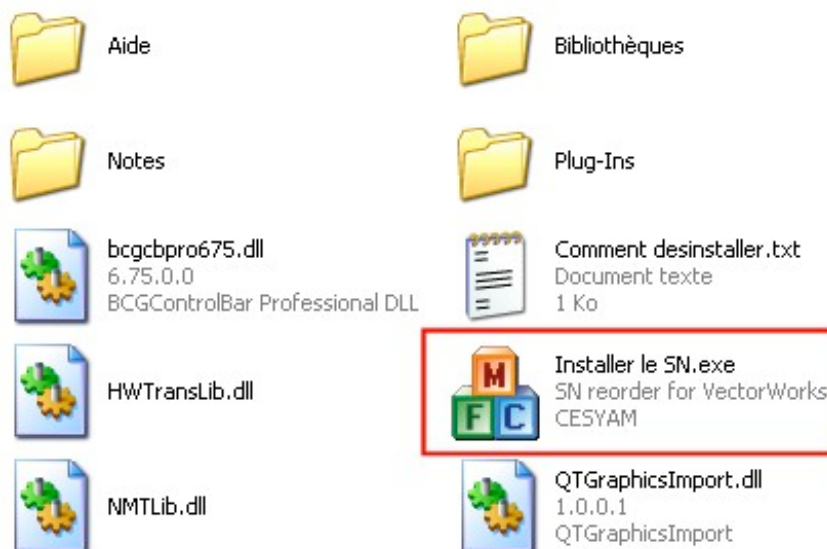 Aide
Bibliothèques
Notes
Plug-Ins
bcgcbpro675.dll
6.75.0.0
BCGControlBar Professional DLL
Comment desinstaller.txt
Document texte
1 Ko
HWTransLib.dll
Installer le SN.exe
SN reorder for VectorWorks
CESYAM
M
F C
NMTLib.dll
QTGraphicsImport.dll
1.0.0.1
QTGraphicsImport